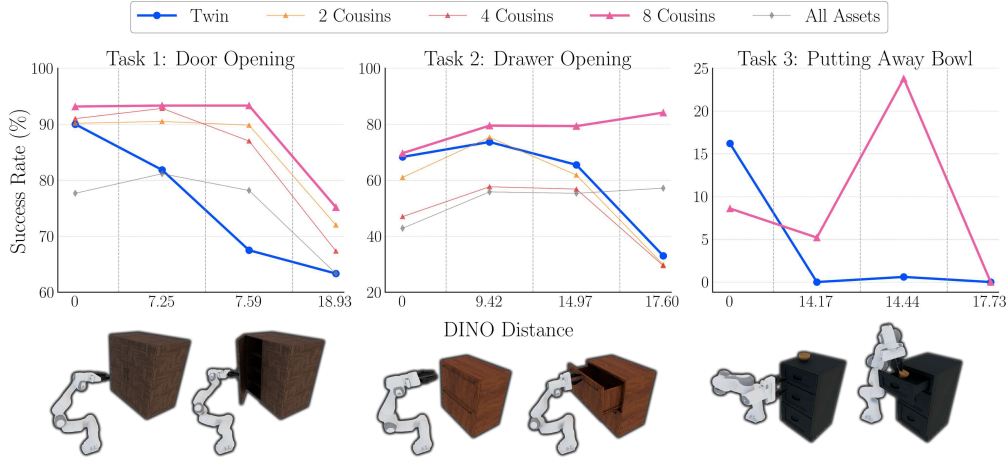 Twin 2 Cousins 4 Cousins 8 Cousins All Assets
Task 1: Door Opening
Success Rate (%)
100
90
80
70
60
0 7.25 7.59 18.93
Task 2: Drawer Opening
100
80
60
40
20
0 9.42 14.97 17.60
Task 3: Putting Away Bowl
25
20
15
10
5
0
0 14.17 14.44 17.73
DINO Distance